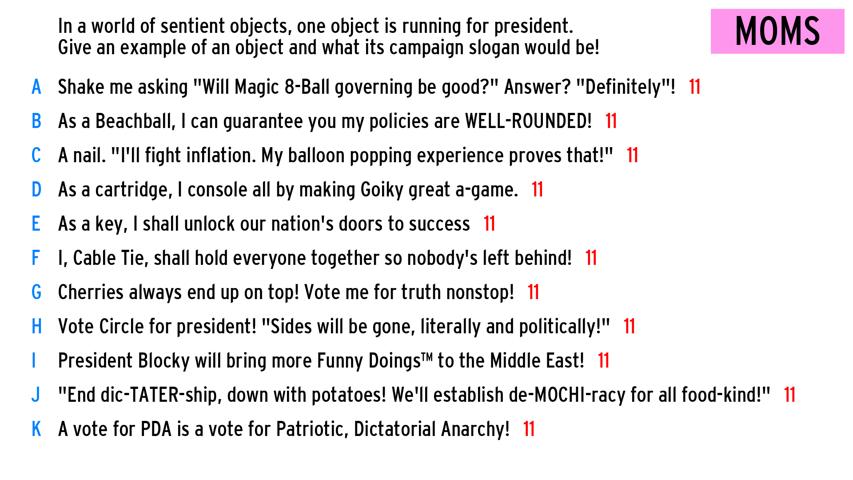 In a world of sentient objects, one object is running for president.
Give an example of an object and what its campaign slogan would be!
MOMS
A Shake me asking "Will Magic 8-Ball governing be good?" Answer? "Definitely"! 11
B As a Beachball, I can guarantee you my policies are WELL-ROUNDED! 11
C A nail. "I'll fight inflation. My balloon popping experience proves that!" 11
D As a cartridge, I console all by making Goiky great a-game. 11
E As a key, I shall unlock our nation's doors to success 11
F I, Cable Tie, shall hold everyone together so nobody's left behind! 11
G Cherries always end up on top! Vote me for truth nonstop! 11
H Vote Circle for president! "Sides will be gone, literally and politically!" 11
I President Blocky will bring more Funny Doings™ to the Middle East! 11
J "End dic-TATER-ship, down with potatoes! We'll establish de-MOCHI-racy for all food-kind!" 11
K A vote for PDA is a vote for Patriotic, Dictatorial Anarchy! 11